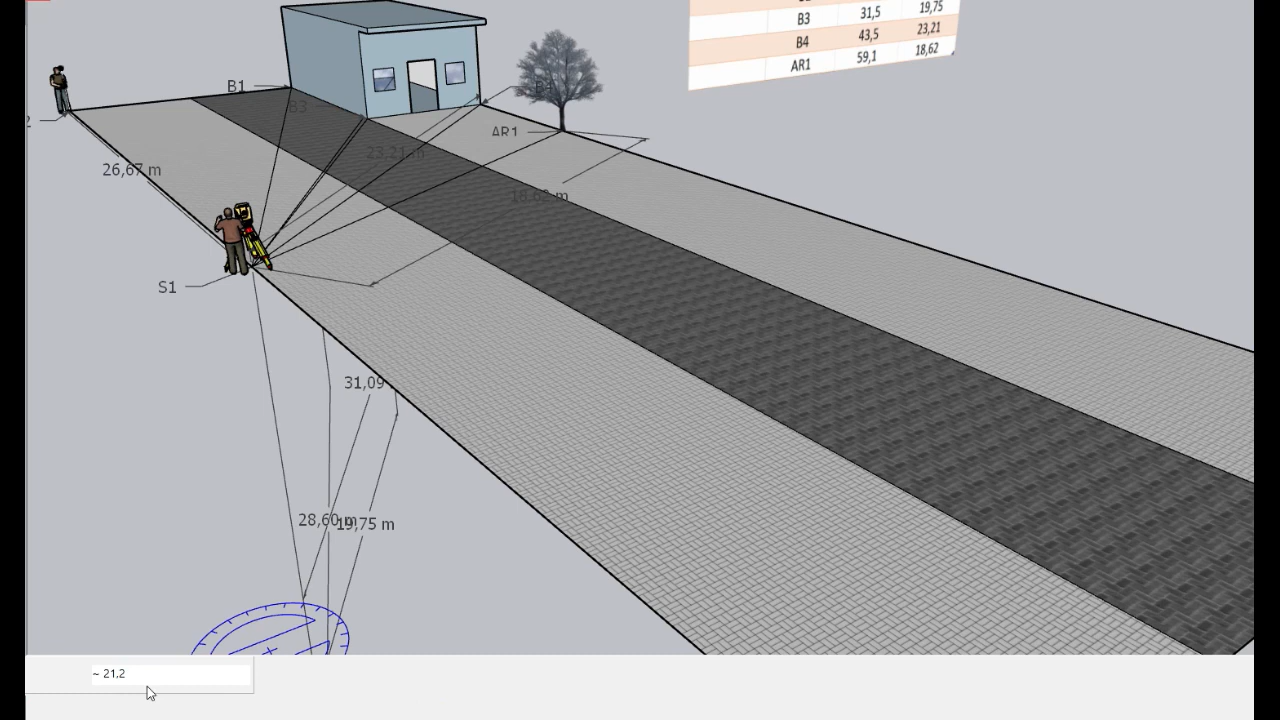 B3 31,5 19,75
B4 43,5 23,21
AR1 59,1 18,62
B1
B3
2
AR1
23,21 m
26,67 m
18,62 m
S1
31,09
28,60 m
19,75 m
~ 21,2